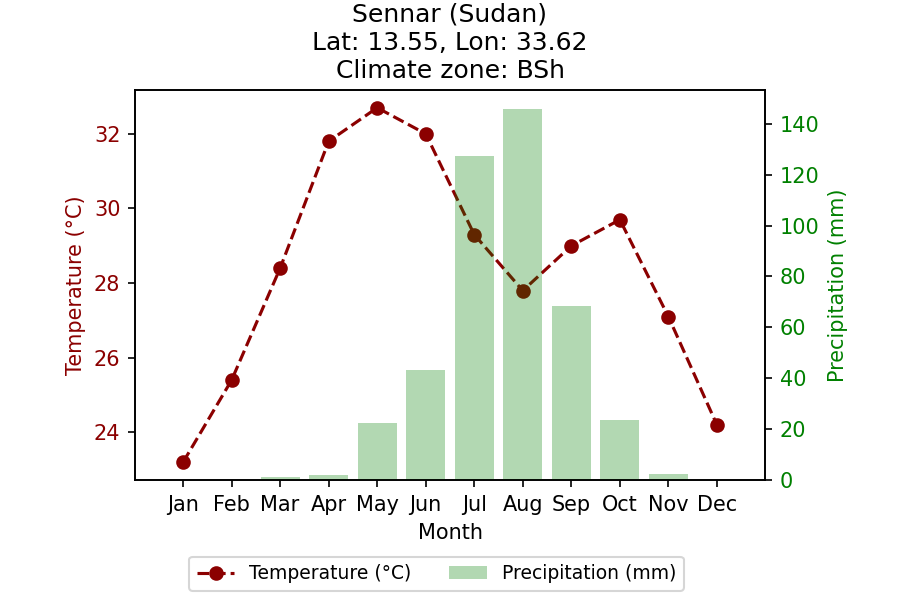 Sennar (Sudan)
Lat: 13.55, Lon: 33.62
Climate zone: BSh
Temperature (°C)
32
30
28
26
24
140
120
100
80
60
40
20
0
Precipitation (mm)
Jan Feb Mar Apr May Jun Jul Aug Sep Oct Nov Dec
Month
Temperature (°C) Precipitation (mm)